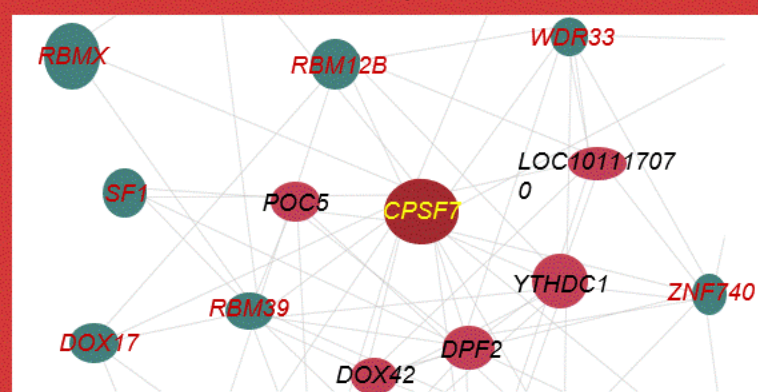 RBMX
RBM12B
WDR33
LOC10111707
0
SF1
POC5
CPSF7
YTHDC1
ZNF740
RBM39
DOX17
DPF2
DOX42